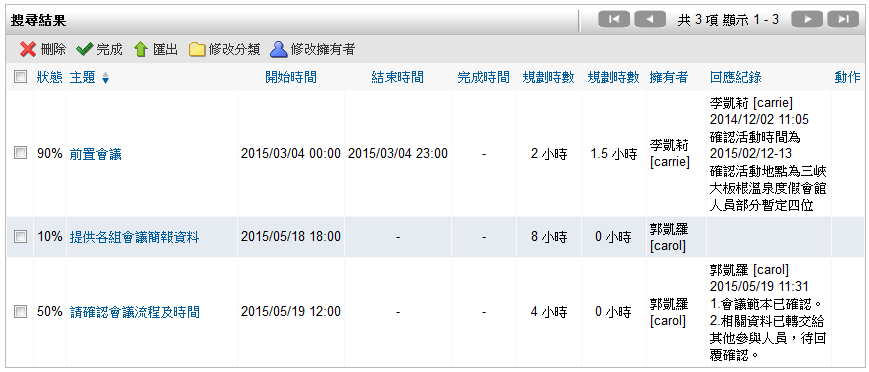 搜尋結果 共 3 項 顯示 1 - 3
刪除 完成 匯出 修改分類 修改擁有者
狀態 主題 開始時間 結束時間 完成時間 規劃時數 規劃時數 擁有者 回應紀錄 動作
90% 前置會議 2015/03/04 00:00 2015/03/04 23:00 - 2 小時 1.5 小時
李凱莉
[carrie]
李凱莉 [carrie]
2014/12/02 11:05
確認活動時間為
2015/02/12-13
確認活動地點為三峽
大板根溫泉度假會館
人員部分暫定四位
10% 提供各組會議簡報資料 2015/05/18 18:00 - - 8 小時 0 小時
郭凱羅
[carol]
50% 請確認會議流程及時間 2015/05/19 12:00 - - 4 小時 0 小時
郭凱羅
[carol]
郭凱羅 [carol]
2015/05/19 11:31
1.會議範本已確認。
2.相關資料已轉交給
其他參與人員，待回
覆確認。